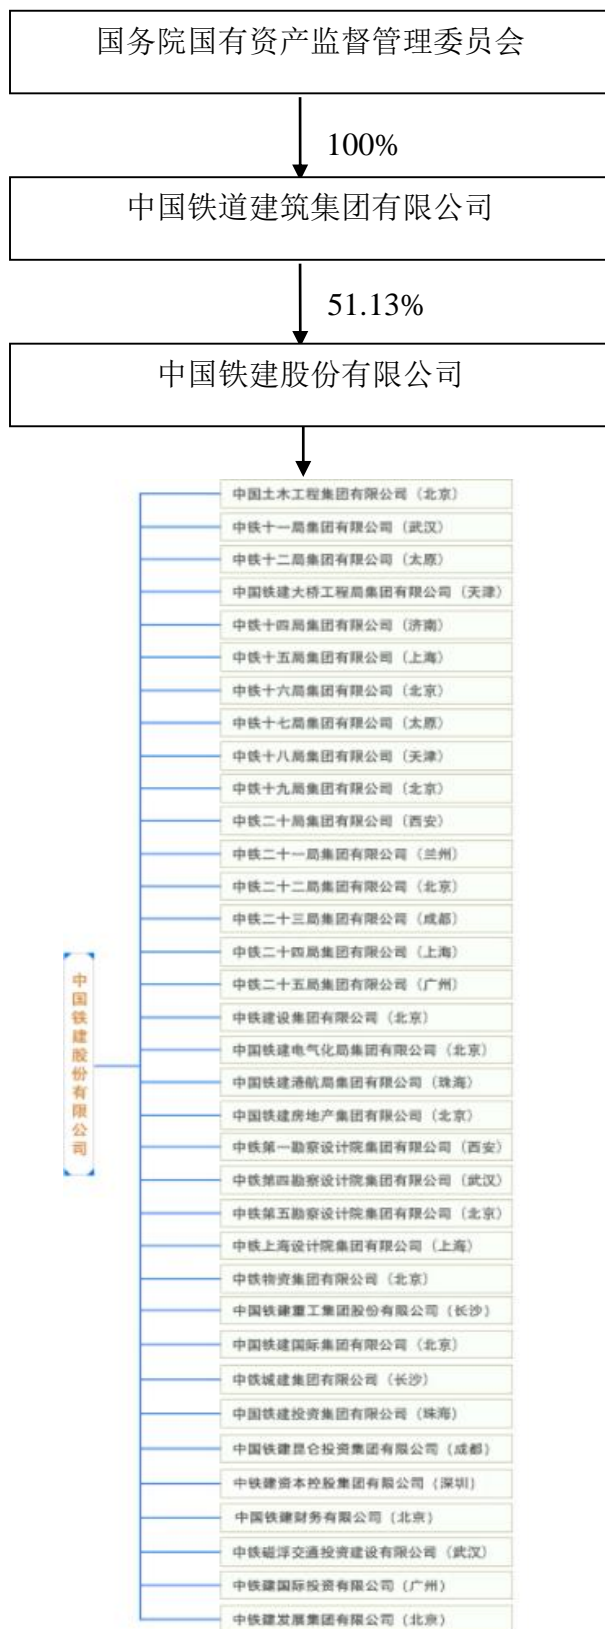 国务院国有资产监督管理委员会
100%
中国铁道建筑集团有限公司
51.13%
中国铁建股份有限公司
中国铁建股份有限公司
中国土木工程集团有限公司（北京）
中铁十一局集团有限公司（武汉）
中铁十二局集团有限公司（太原）
中国铁建大桥工程局集团有限公司（天津）
中铁十四局集团有限公司（济南）
中铁十五局集团有限公司（上海）
中铁十六局集团有限公司（北京）
中铁十七局集团有限公司（太原）
中铁十八局集团有限公司（天津）
中铁十九局集团有限公司（北京）
中铁二十局集团有限公司（西安）
中铁二十一局集团有限公司（兰州）
中铁二十二局集团有限公司（北京）
中铁二十三局集团有限公司（成都）
中铁二十四局集团有限公司（上海）
中铁二十五局集团有限公司（广州）
中铁建设集团有限公司（北京）
中国铁建电气化局集团有限公司（北京）
中国铁建港航局集团有限公司（珠海）
中国铁建房地产集团有限公司（北京）
中铁第一勘察设计院集团有限公司（西安）
中铁第四勘察设计院集团有限公司（武汉）
中铁第五勘察设计院集团有限公司（北京）
中铁上海设计院集团有限公司（上海）
中铁物资集团有限公司（北京）
中国铁建重工集团股份有限公司（长沙）
中国铁建国际集团有限公司（北京）
中铁城建集团有限公司（长沙）
中国铁建投资集团有限公司（珠海）
中国铁建昆仑投资集团有限公司（成都）
中铁建资本控股集团有限公司（深圳）
中国铁建财务有限公司（北京）
中铁磁浮交通投资建设有限公司（武汉）
中铁建国际投资有限公司（广州）
中铁建发展集团有限公司（北京）